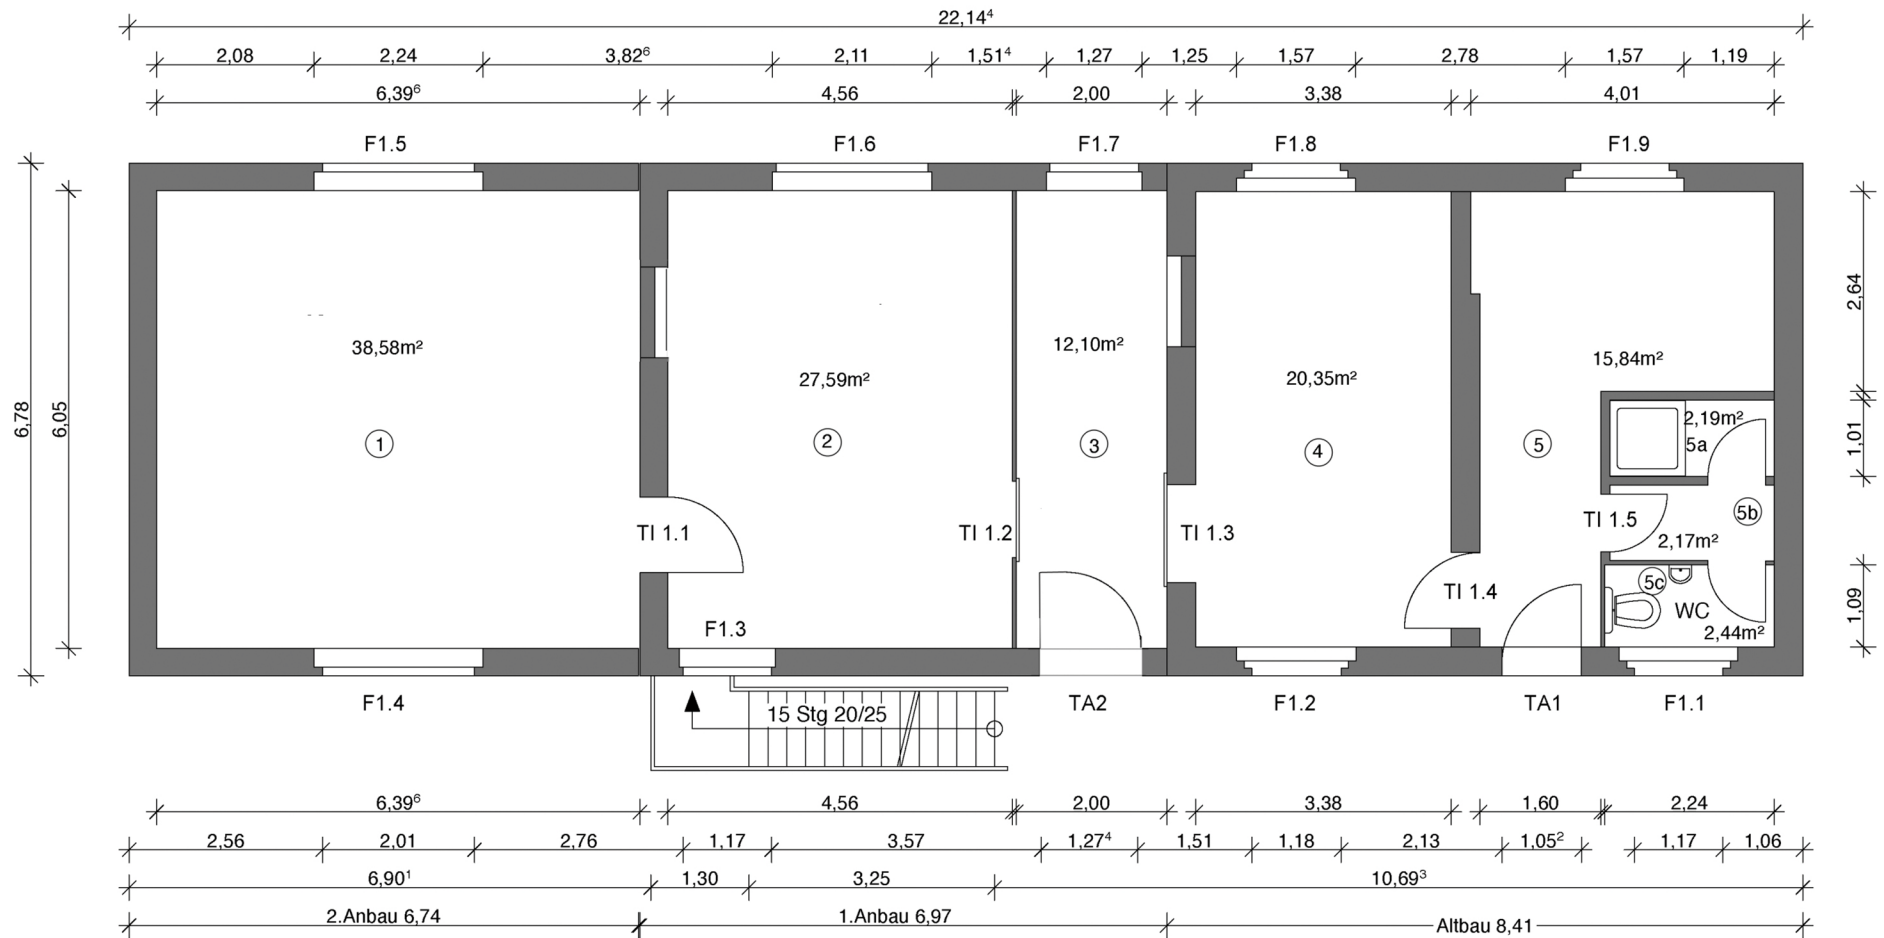 22,14⁴
2,08 2,24 3,82⁶ 2,11 1,51⁴ 1,27 1,25 1,57 2,78 1,57 1,19
6,39⁶ 4,56 2,00 3,38 4,01
F1.5 F1.6 F1.7 F1.8 F1.9
6,78
6,05
38,58m²
27,59m²
12,10m²
20,35m²
15,84m²
2,64
1,01
1,09
1
2
3
4
5
2,19m²
5a
5b
2,17m²
5c
WC
2,44m²
TI 1.1
TI 1.2
TI 1.3
TI 1.4
TI 1.5
F1.3
F1.4
15 Stg 20/25
TA2
F1.2
TA1
F1.1
6,39⁶ 4,56 2,00 3,38 1,60 2,24
2,56 2,01 2,76 1,17 3,57 1,27⁴ 1,51 1,18 2,13 1,05² 1,17 1,06
6,90¹ 1,30 3,25 10,69³
2.Anbau 6,74 1.Anbau 6,97 Altbau 8,41